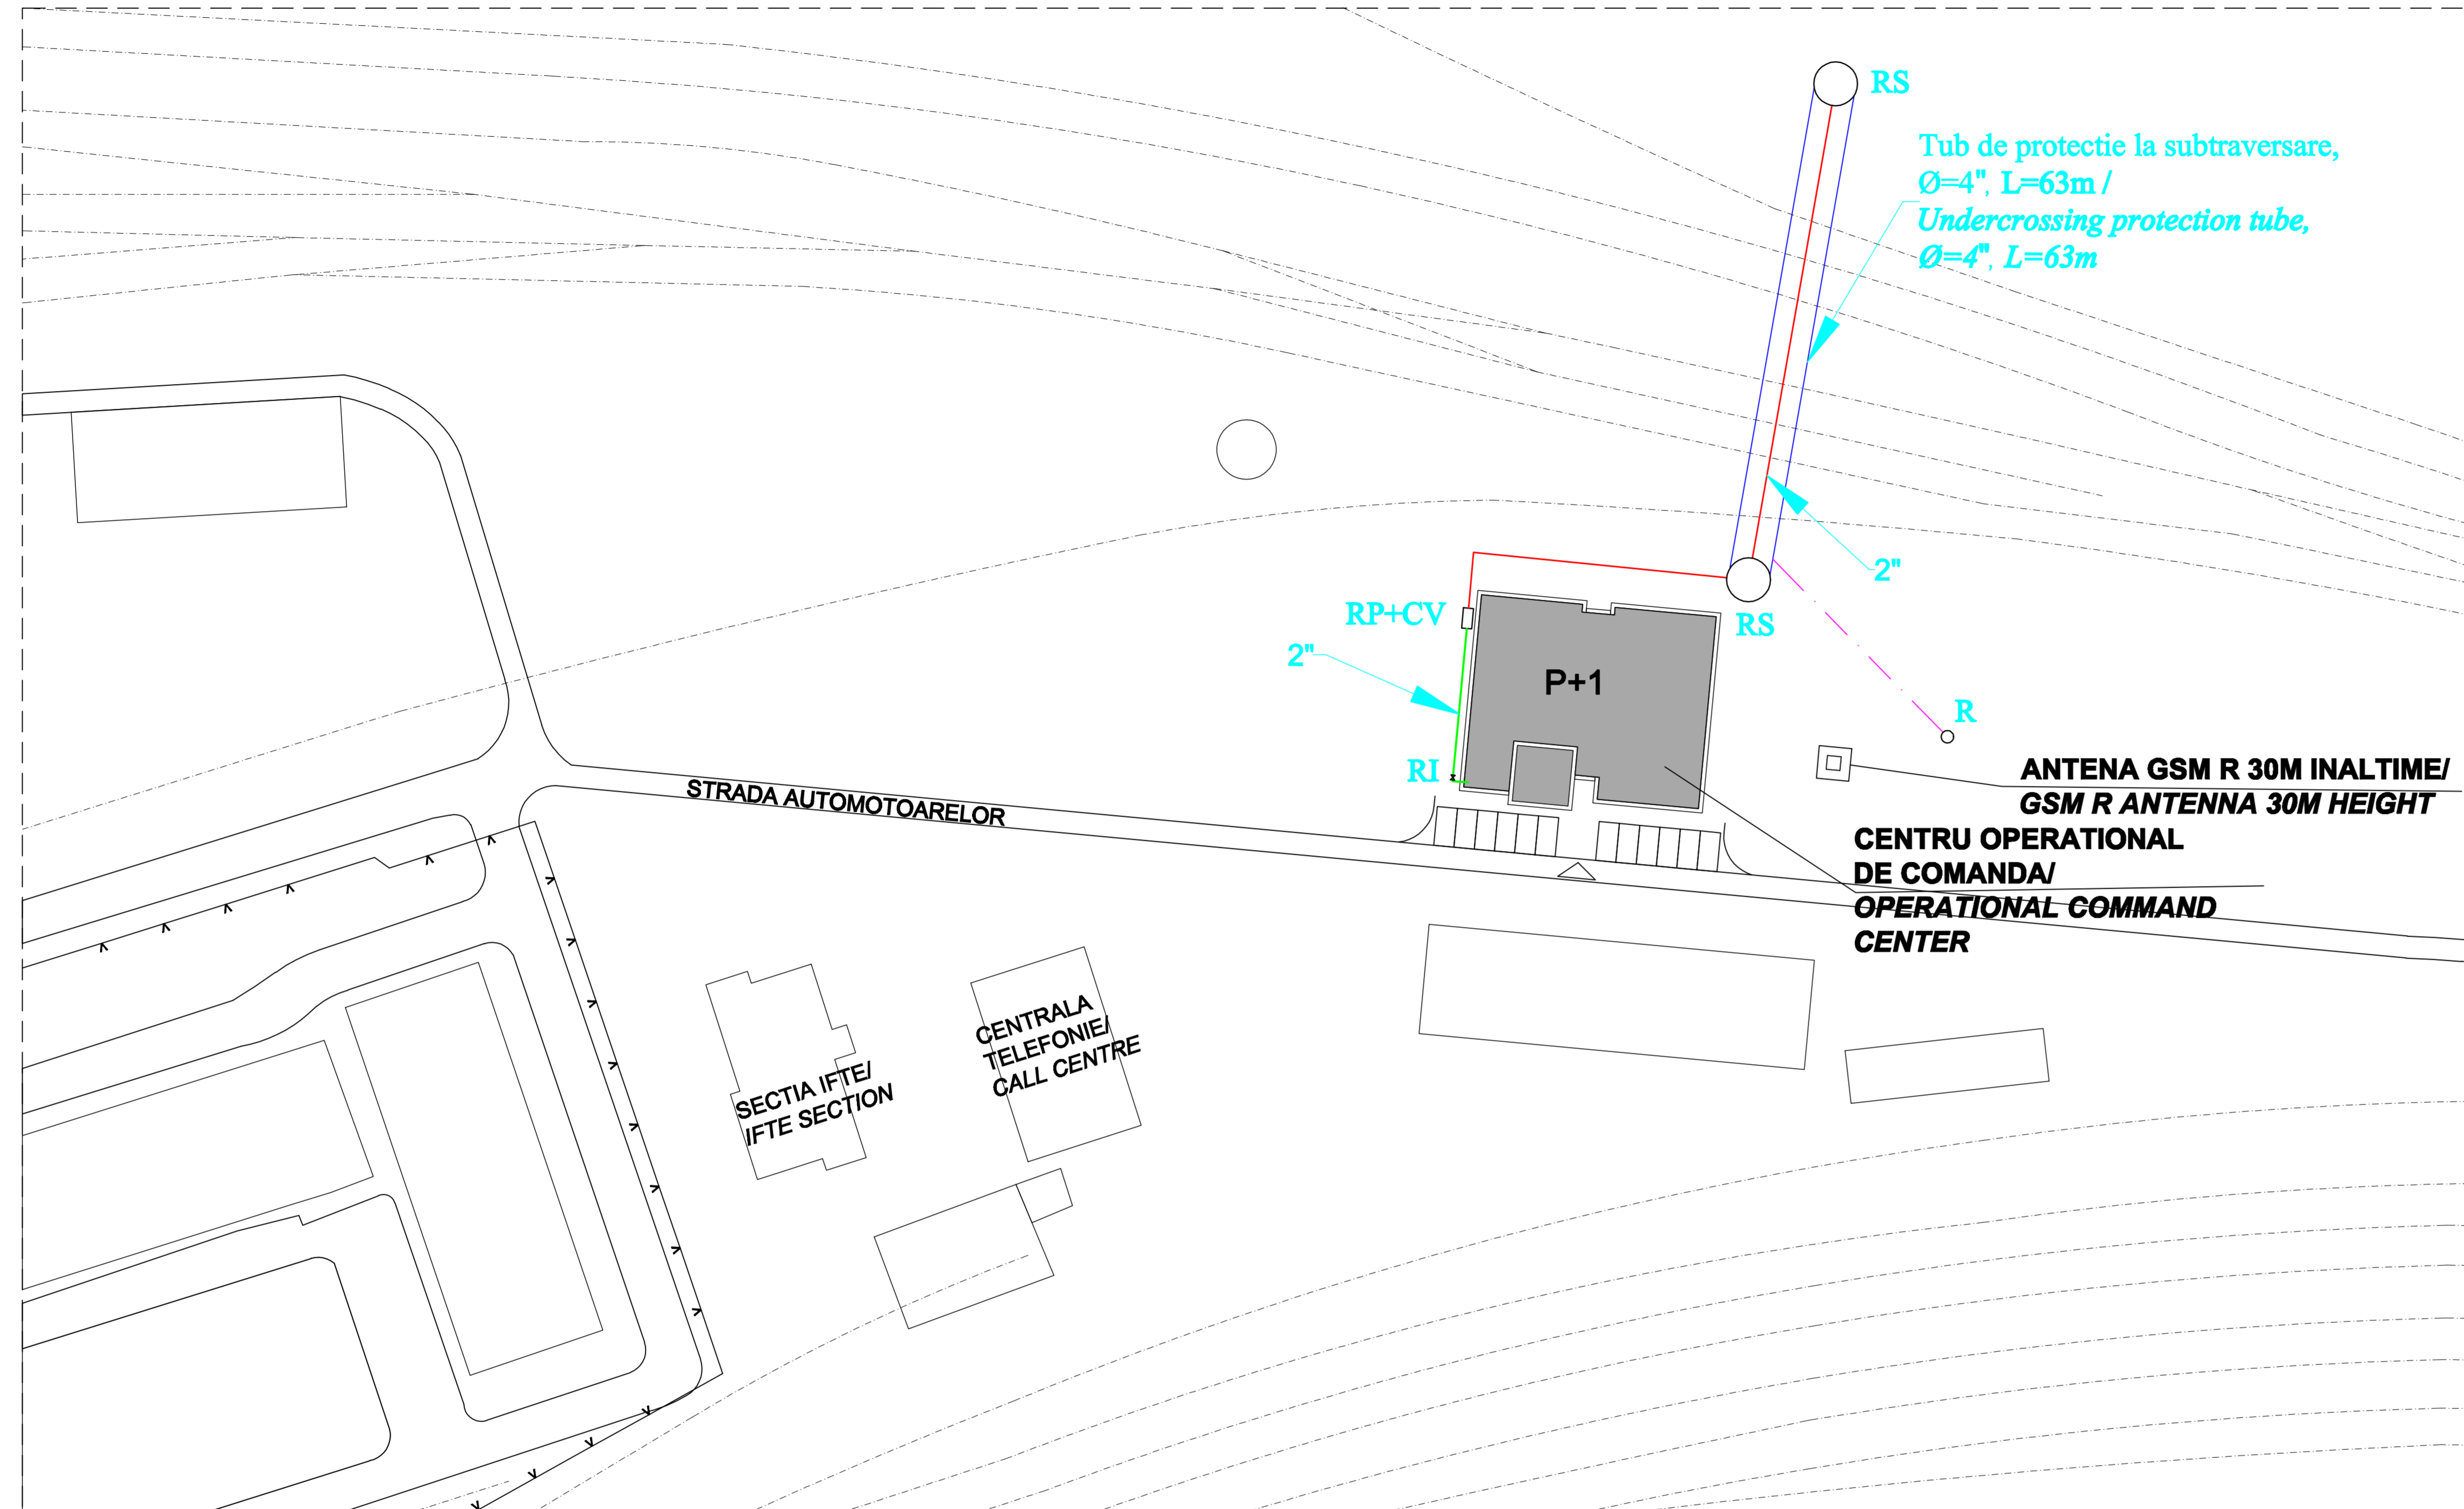 RS
Tub de protectie la subtraversare,
Ø=4", L=63m /
Undercrossing protection tube,
Ø=4", L=63m
2"
RP+CV
RS
2"
P+1
R
RI
ANTENA GSM R 30M INALTIME/
GSM R ANTENNA 30M HEIGHT
STRADA AUTOMOTOARELOR
CENTRU OPERATIONAL
DE COMANDA/
OPERATIONAL COMMAND
CENTER
CENTRALA
TELEFONIE/
CALL CENTRE
SECTIA IFTE/
IFTE SECTION